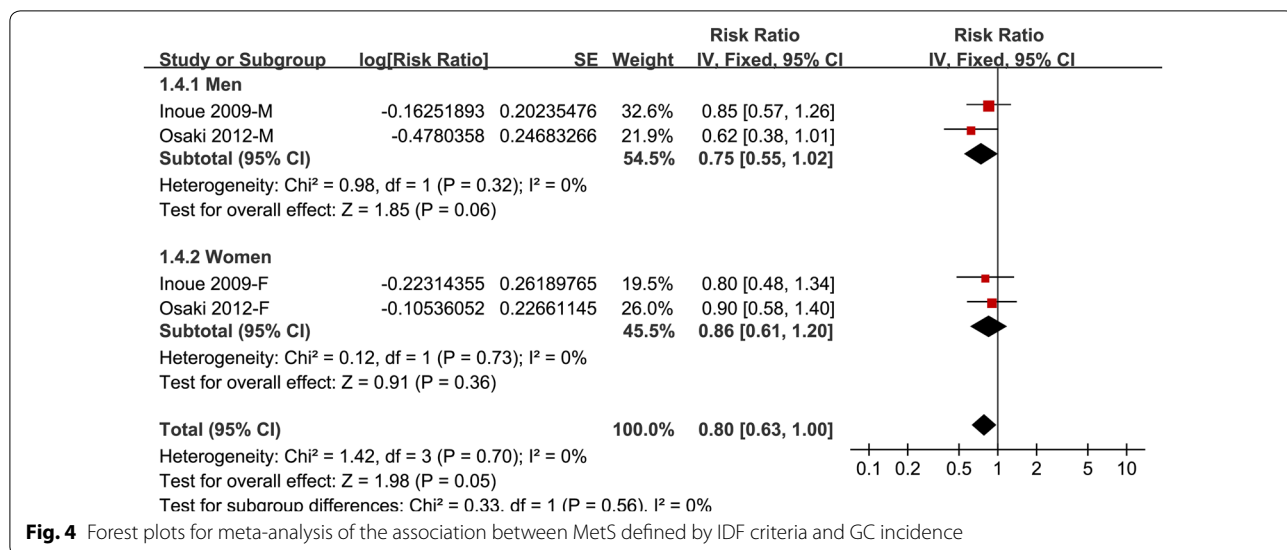 Risk Ratio Risk Ratio
Study or Subgroup log[Risk Ratio] SE Weight IV, Fixed, 95% CI IV, Fixed, 95% CI
1.4.1 Men
Inoue 2009-M -0.16251893 0.20235476 32.6% 0.85 [0.57, 1.26]
Osaki 2012-M -0.4780358 0.24683266 21.9% 0.62 [0.38, 1.01]
Subtotal (95% CI) 54.5% 0.75 [0.55, 1.02]
Heterogeneity: Chi² = 0.98, df = 1 (P = 0.32); I² = 0%
Test for overall effect: Z = 1.85 (P = 0.06)
1.4.2 Women
Inoue 2009-F -0.22314355 0.26189765 19.5% 0.80 [0.48, 1.34]
Osaki 2012-F -0.10536052 0.22661145 26.0% 0.90 [0.58, 1.40]
Subtotal (95% CI) 45.5% 0.86 [0.61, 1.20]
Heterogeneity: Chi² = 0.12, df = 1 (P = 0.73); I² = 0%
Test for overall effect: Z = 0.91 (P = 0.36)
Total (95% CI) 100.0% 0.80 [0.63, 1.00]
Heterogeneity: Chi² = 1.42, df = 3 (P = 0.70); I² = 0%
Test for overall effect: Z = 1.98 (P = 0.05)
Test for subgroup differences: Chi² = 0.33, df = 1 (P = 0.56), I² = 0%
0.1 0.2 0.5 1 2 5 10
Fig. 4 Forest plots for meta-analysis of the association between MetS defined by IDF criteria and GC incidence